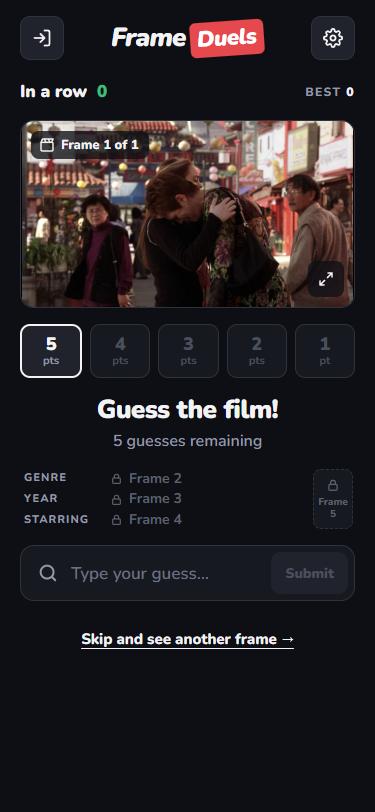 Frame Duels
In a row 0
BEST 0
Frame 1 of 1
5 pts
4 pts
3 pts
2 pts
1 pt
Guess the film!
5 guesses remaining
GENRE Frame 2
YEAR Frame 3
STARRING Frame 4
Frame 5
Type your guess...
Submit
Skip and see another frame →